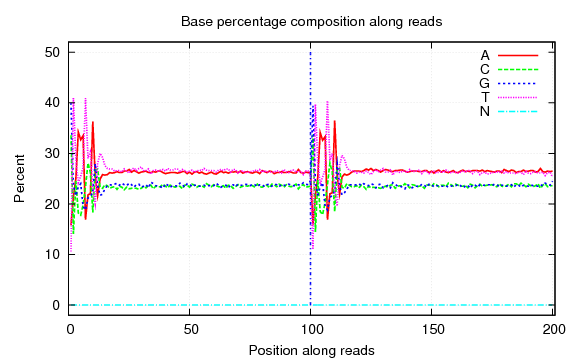 Base percentage composition along reads
50
40
30
20
10
0
Percent
A
C
G
T
N
0 50 100 150 200
Position along reads